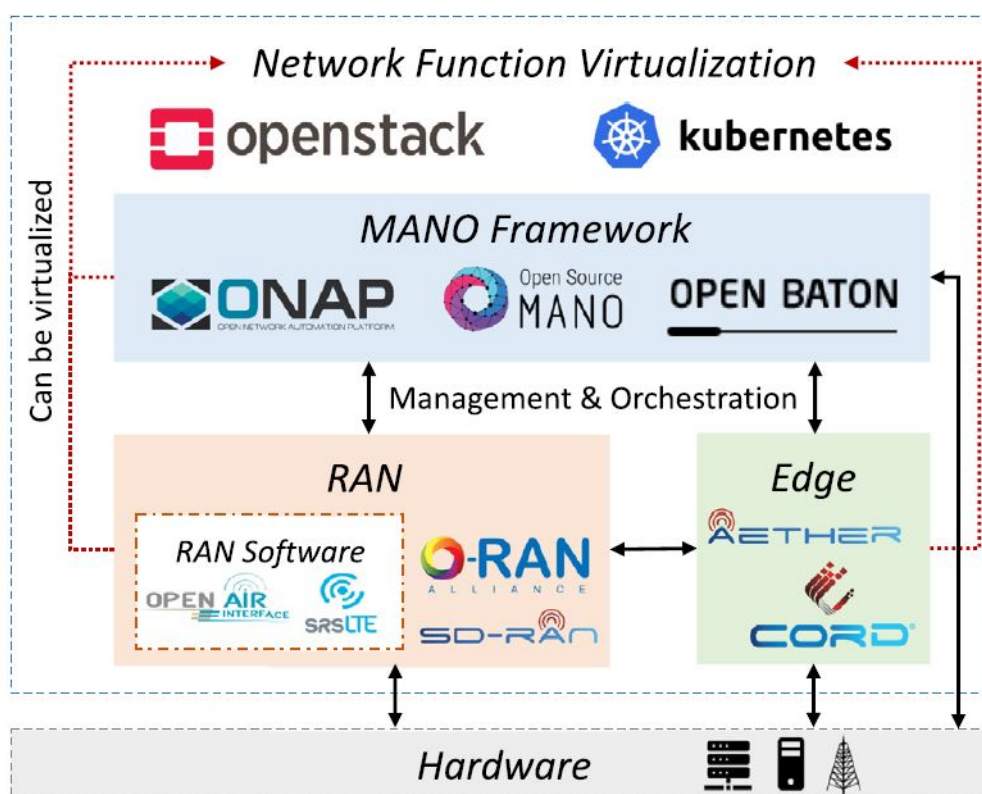 Network Function Virtualization
openstack
kubernetes
Can be virtualized
MANO Framework
ONAP
OPEN NETWORK AUTOMATION PLATFORM
Open Source
MANO
OPEN BATON
Management & Orchestration
RAN
RAN Software
OPEN AIR
INTERFACE
SRSLTE
O-RAN
ALLIANCE
SD-RAN
Edge
AETHER
CORD®
Hardware